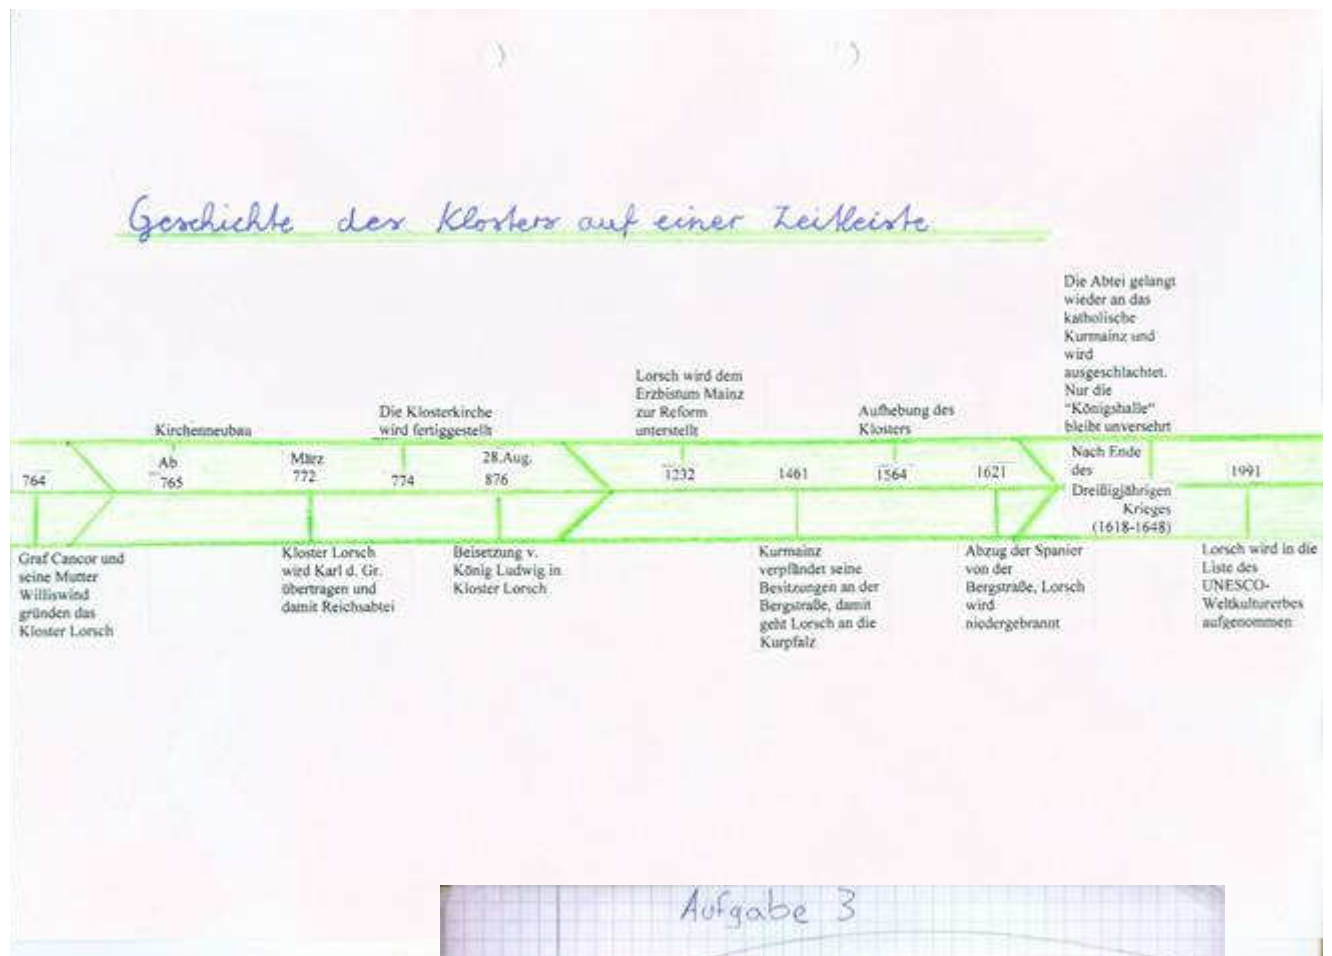 Geschichte des Klosters auf einer Zeitleiste
Die Abtei gelangt
wieder an das
katholische
Kurmainz und
wird
ausgeschlachtet.
Nur die
"Königshalle"
bleibt unversehrt
Lorsch wird dem
Erzbistum Mainz
zur Reform
unterstellt
Die Klosterkirche
wird fertiggestellt
Aufhebung des
Klosters
Kirchenneubau
764
Ab
765
März
772
774
28.Aug.
876
1232
1461
1564
1621
Nach Ende
des
Dreißigjährigen
Krieges
(1618-1648)
1991
Graf Cancor und
seine Mutter
Williswind
gründen das
Kloster Lorsch
Kloster Lorsch
wird Karl d. Gr.
übertragen und
damit Reichsabtei
Beisetzung v.
König Ludwig in
Kloster Lorsch
Kurmainz
verpfändet seine
Besitzungen an der
Bergstraße, damit
geht Lorsch an die
Kurpfalz
Abzug der Spanier
von der
Bergstraße, Lorsch
wird
niedergebrannt
Lorsch wird in die
Liste des
UNESCO-
Weltkulturerbes
aufgenommen
Aufgabe 3